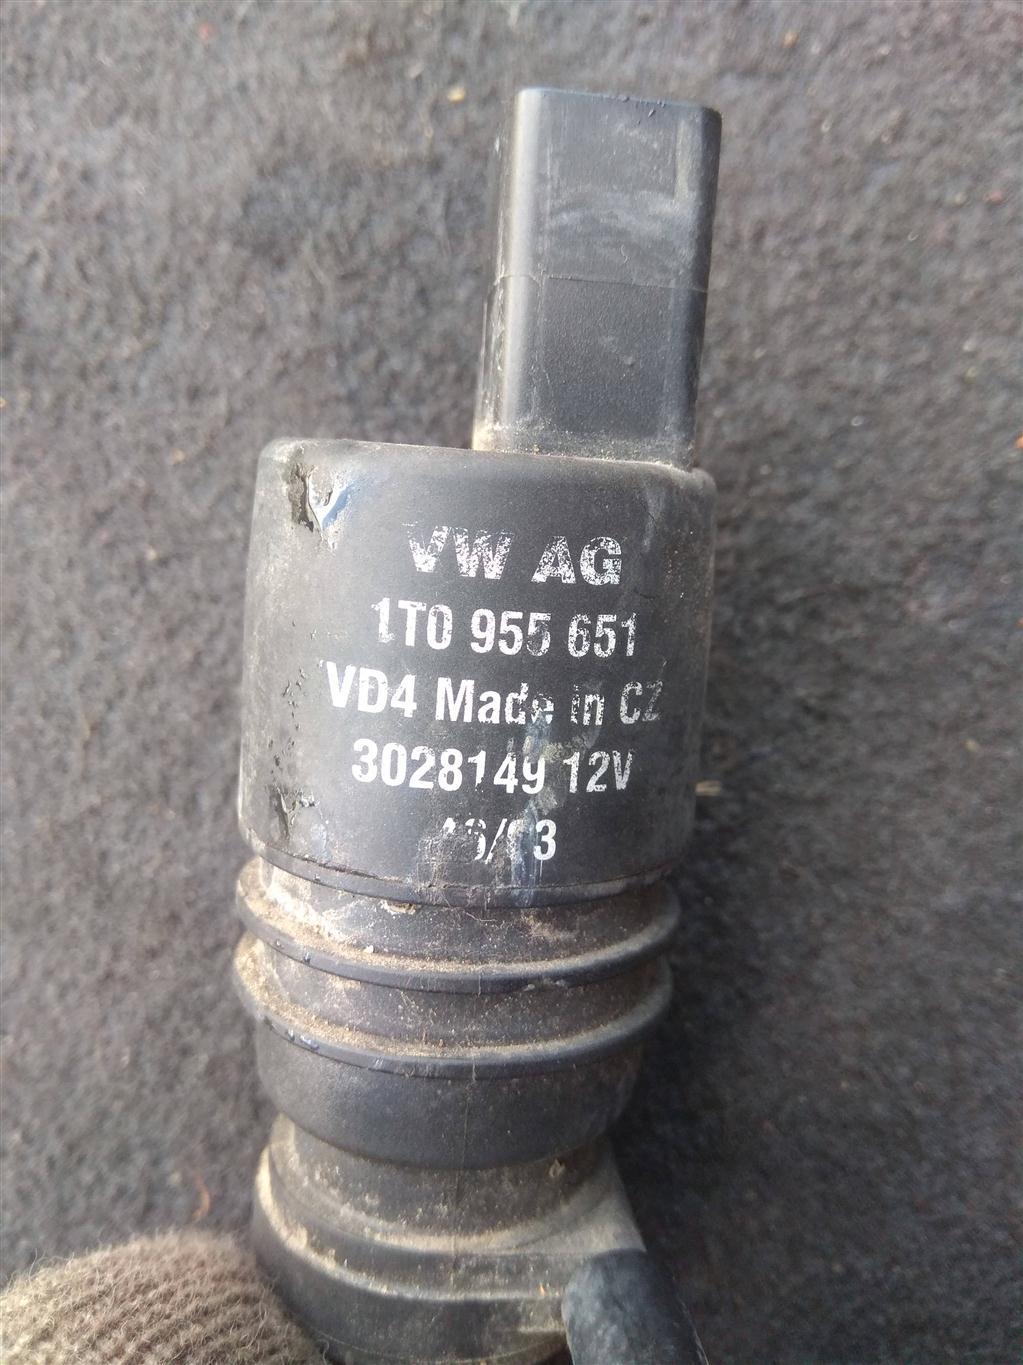 VW AG
1T0 955 651
VD4 Made in CZ
3028149 12V